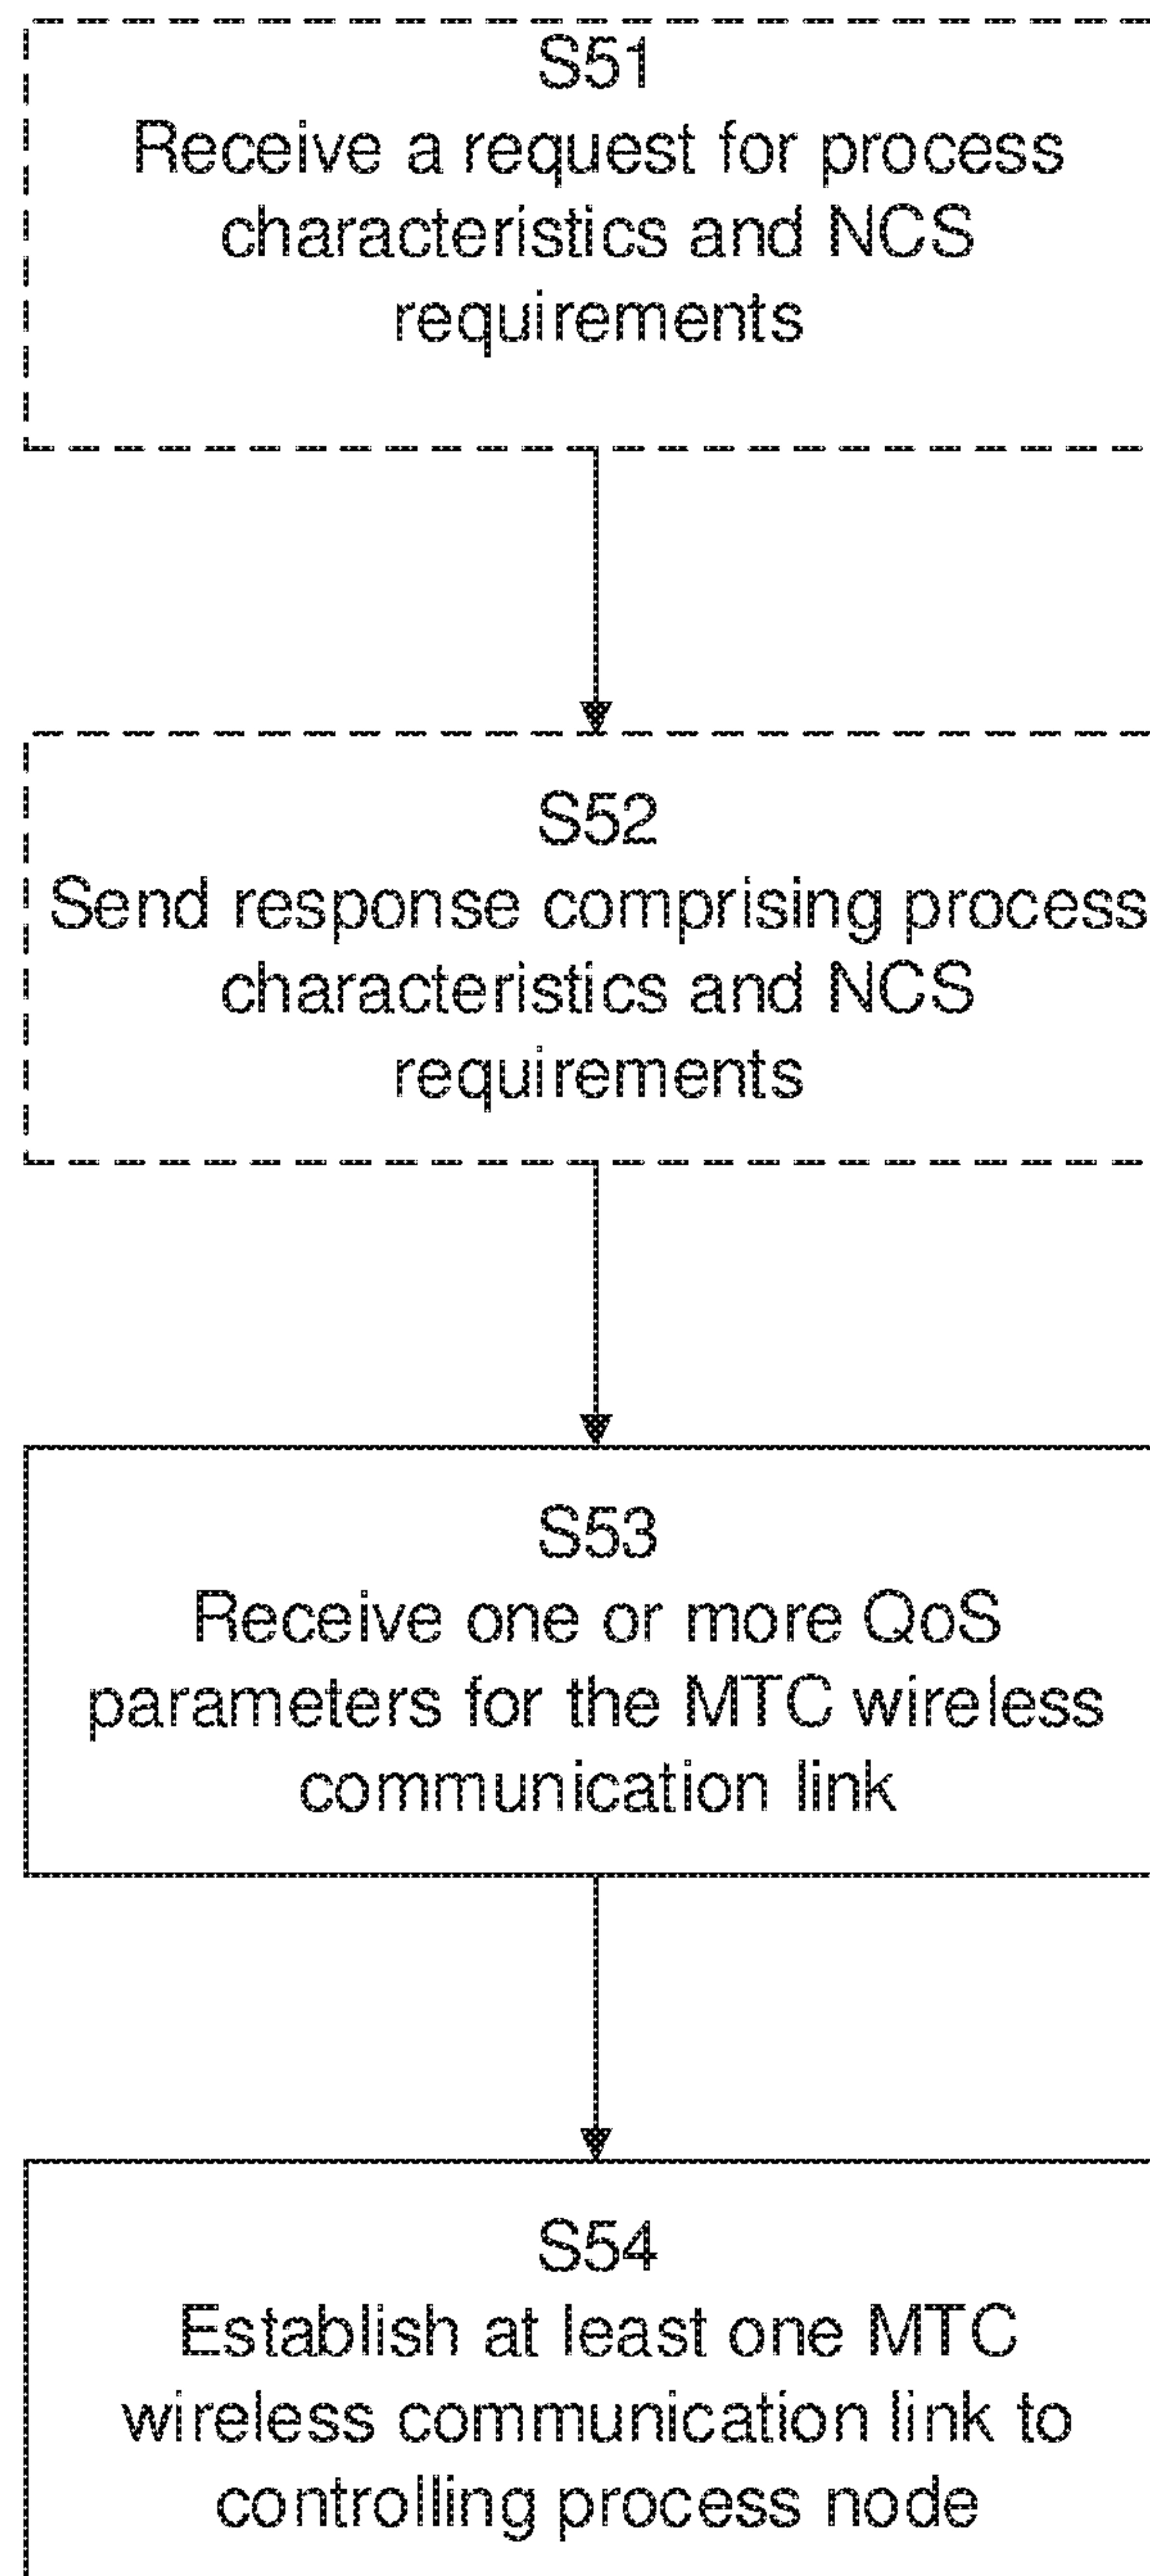 S51
Receive a request for process
characteristics and NCS
requirements
S52
Send response comprising process
characteristics and NCS
requirements
S53
Receive one or more QoS
parameters for the MTC wireless
communication link
S54
Establish at least one MTC
wireless communication link to
controlling process node